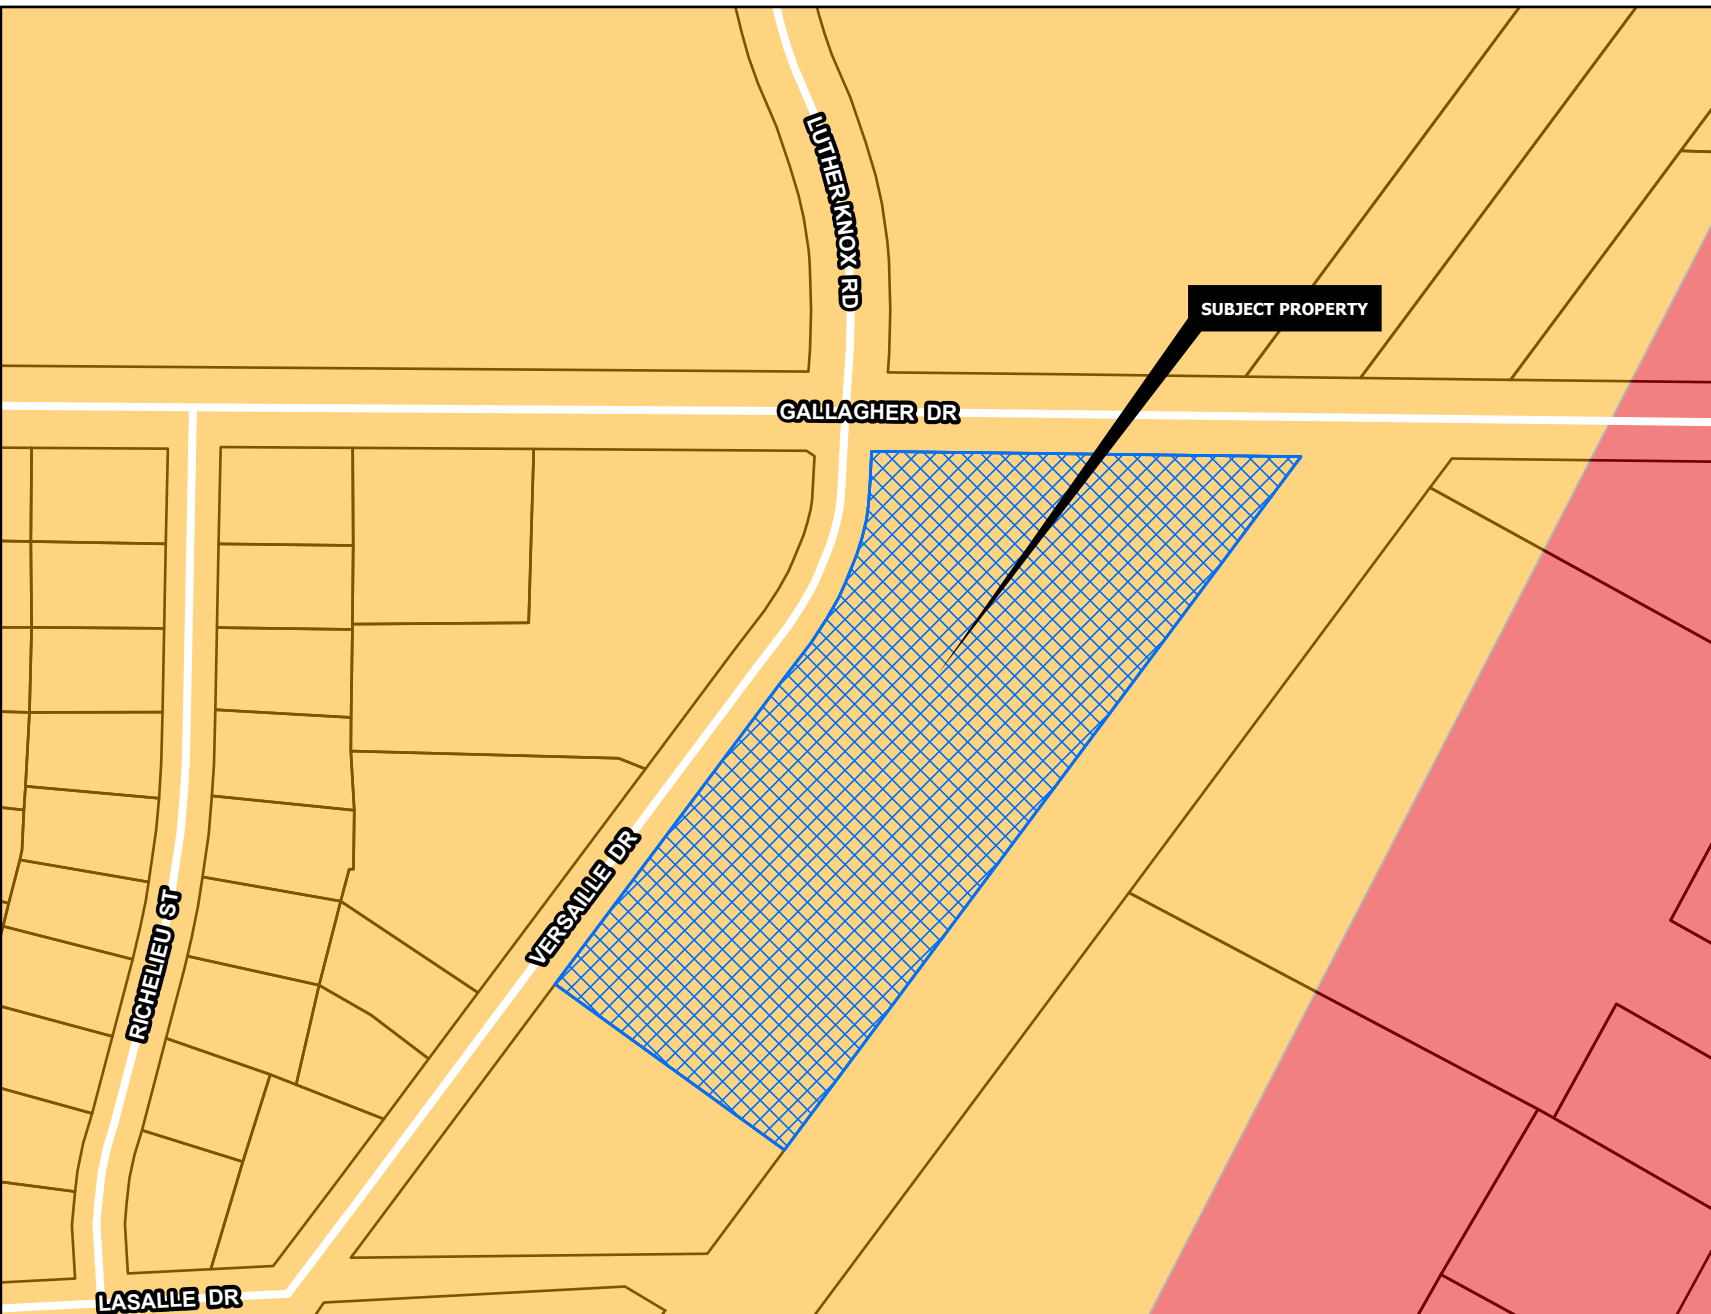 LUTHER KNOX RD
SUBJECT PROPERTY
GALLAGHER DR
VERSAILLE DR
RICHELIEU ST
LASALLE DR